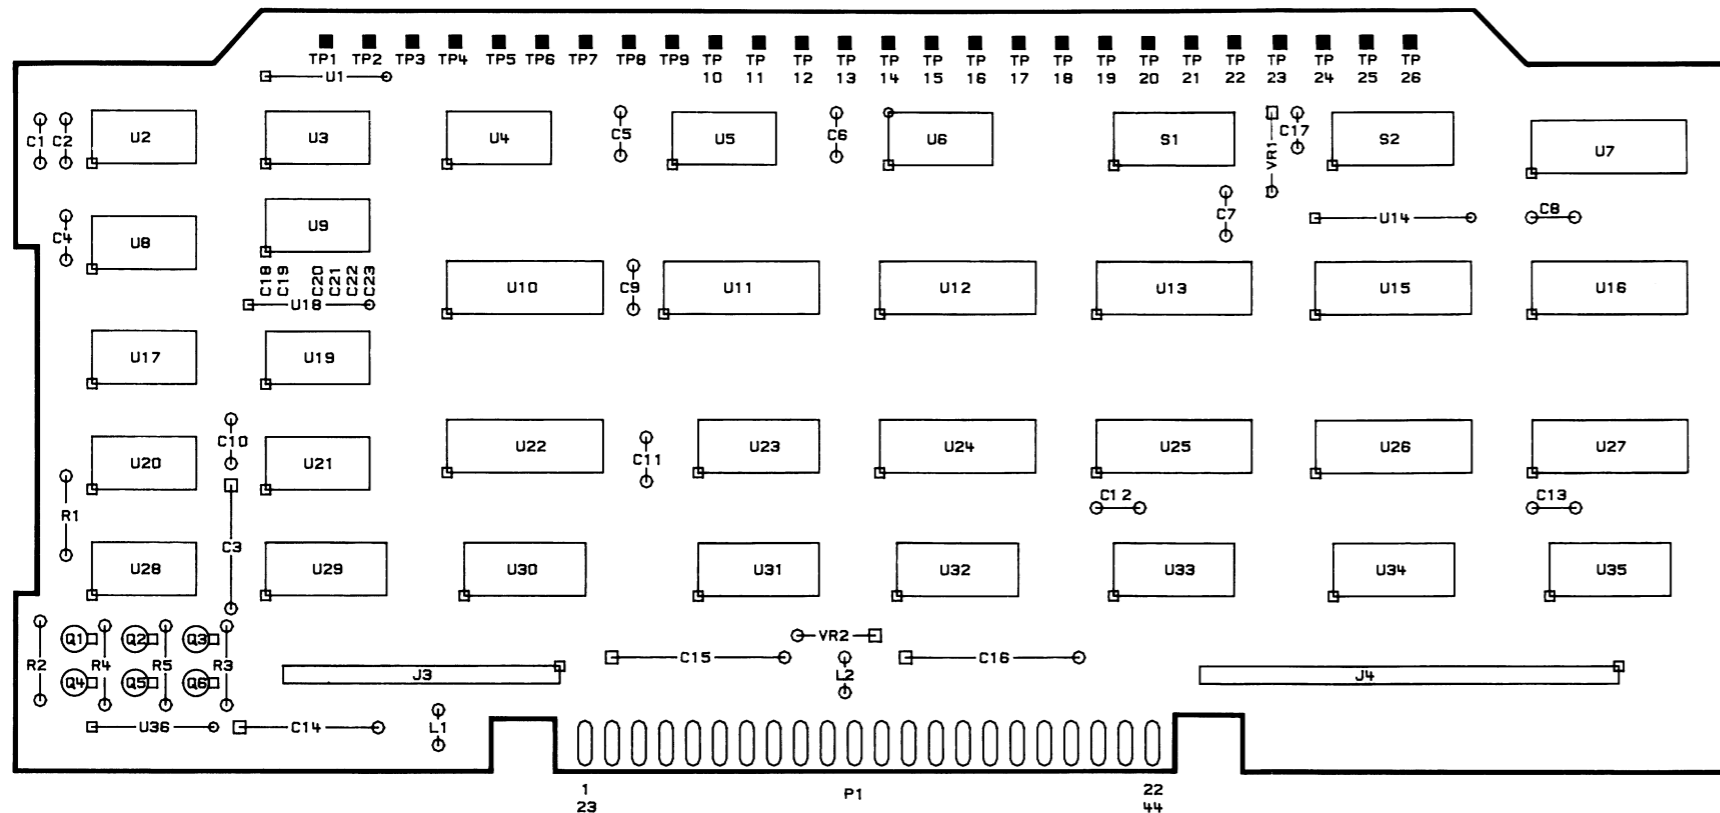 TP1 TP2 TP3 TP4 TP5 TP6 TP7 TP8 TP9 TP TP TP TP TP TP TP TP TP TP TP TP TP TP TP TP TP
10 11 12 13 14 15 16 17 18 19 20 21 22 23 24 25 26
U1
C1 C2 U2 U3 U4 C5 U5 C6 U6 S1 VR1 C17 S2 U7
C4 U8 U9 C7 U14 C8
C18 C19 C20 C21 C22 C23
U18
U10 C9 U11 U12 U13 U15 U16
U17 U19
C10
U20 U21 U22 C11 U23 U24 U25 U26 U27
C12 C13
R1
C3
U28 U29 U30 U31 U32 U33 U34 U35
Q1 Q2 Q3
VR2
R2 R4 R5 R3 C15 C16
Q4 Q5 Q6 J3 L2 J4
U36 C14 L1
1 P1 22
23 44